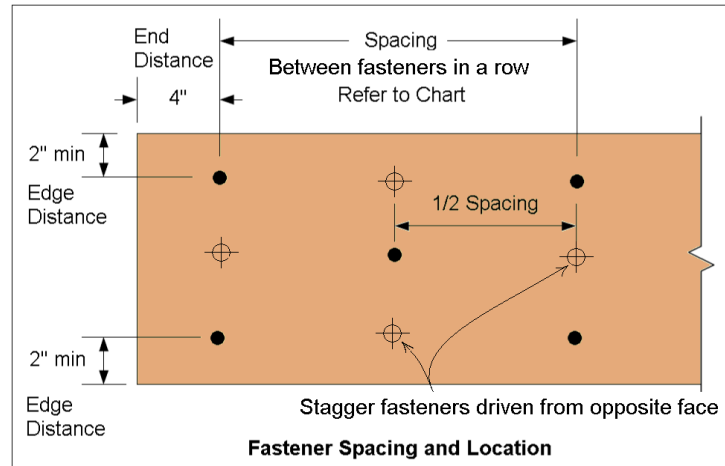 End
Distance
4"
Spacing
Between fasteners in a row
Refer to Chart
2" min
Edge
Distance
1/2 Spacing
2" min
Edge
Distance
Stagger fasteners driven from opposite face
Fastener Spacing and Location